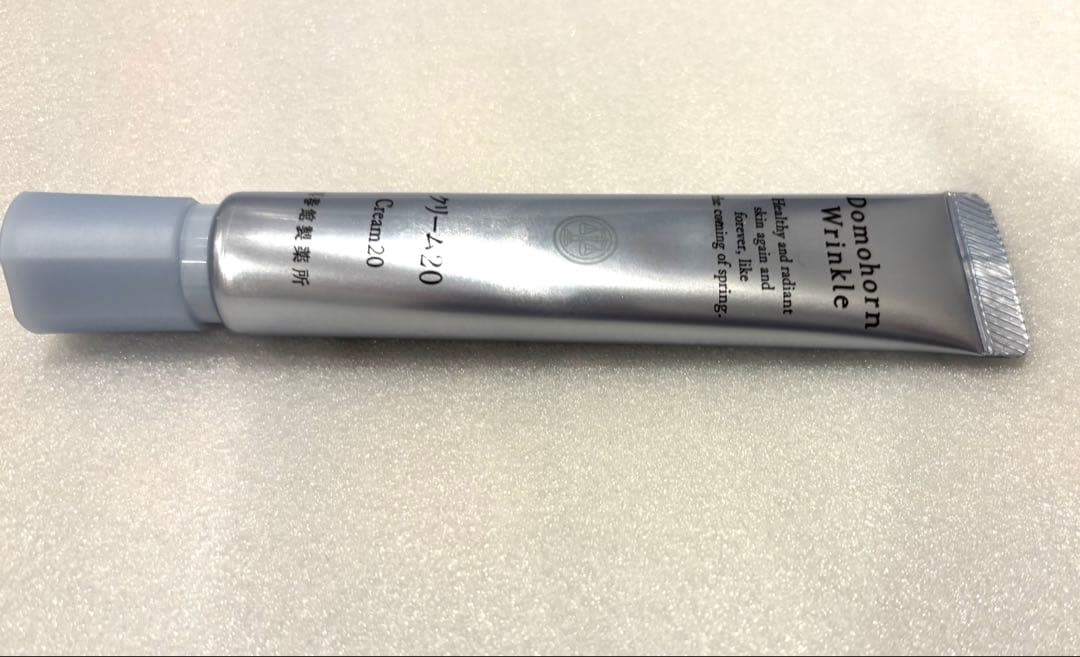 Domohorn
Wrinkle
Healthy and radiant
skin again and
forever, like
the coming of spring.
クリーム20
Cream20
春館製薬所